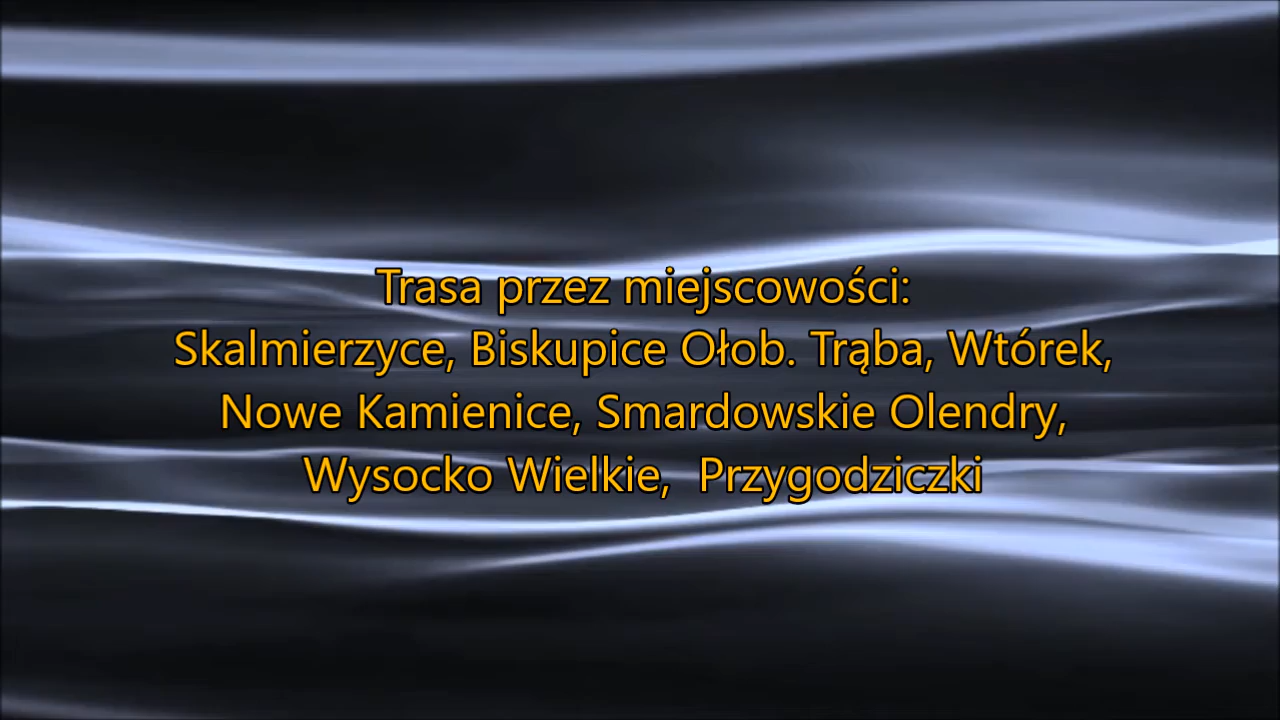 Trasa przez miejscowości:
Skalmierzyce, Biskupice Ołob. Trąba, Wtórek,
Nowe Kamienice, Smardowskie Olendry,
Wysocko Wielkie,  Przygodziczki